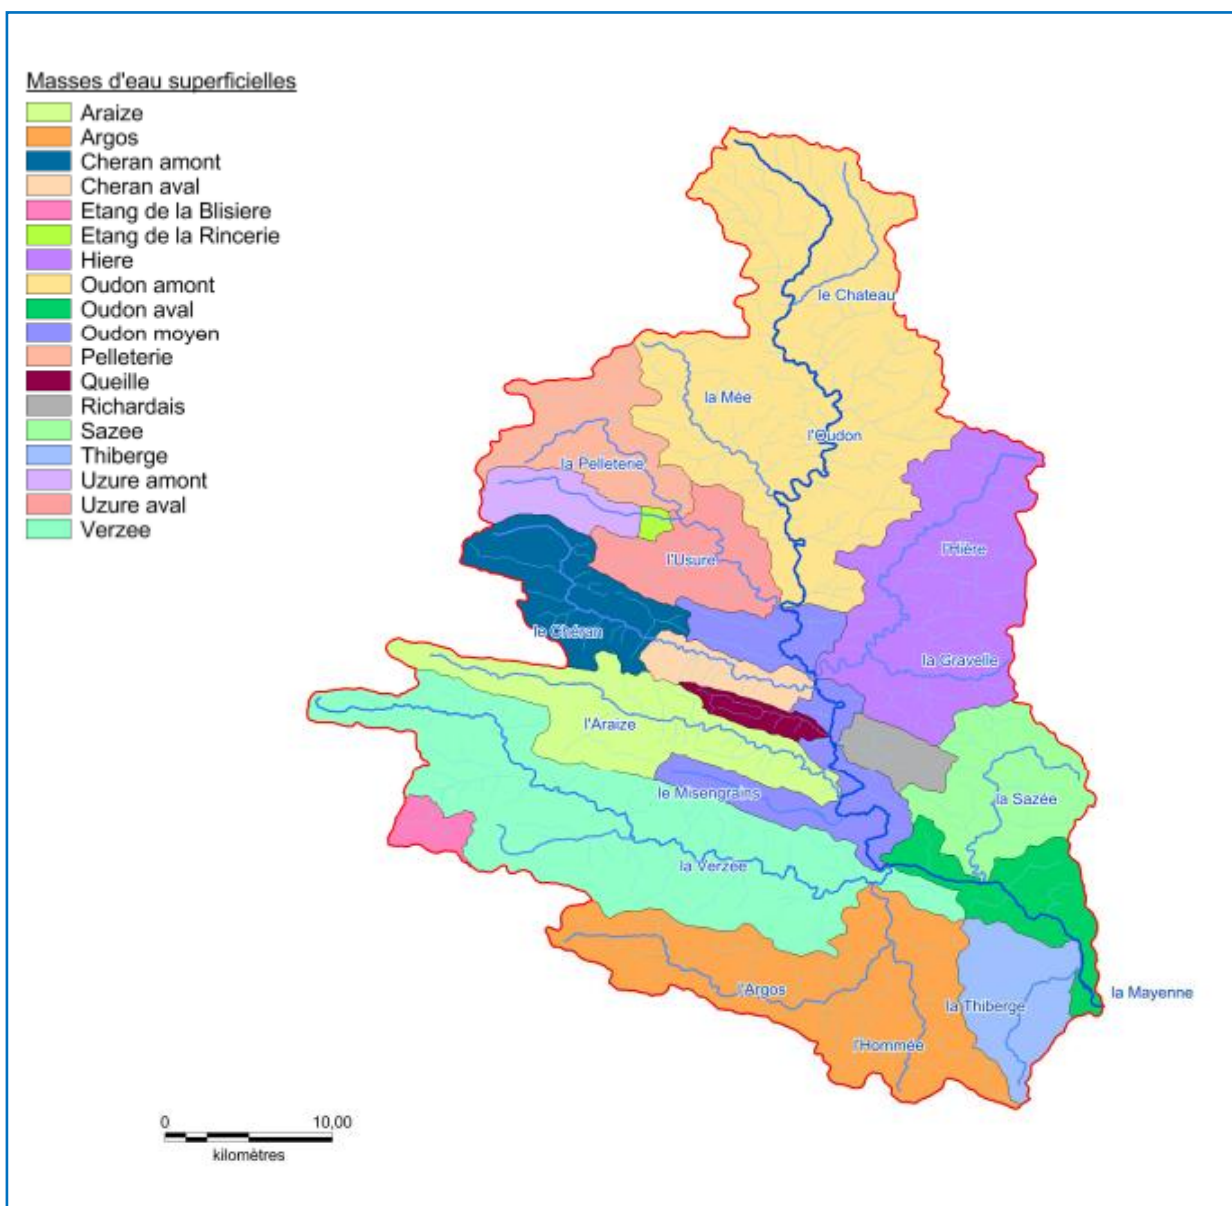 Masses d'eau superficielles
Araize
Argos
Cheran amont
Cheran aval
Etang de la Blisiere
Etang de la Rincerie
Hiere
Oudon amont
Oudon aval
Oudon moyen
Pelleterie
Queille
Richardais
Sazee
Thiberge
Uzure amont
Uzure aval
Verzee
le Chateau
la Mée
l'Oudon
la Pelleterie
l'Hière
l'Usure
le Chéran
la Gravelle
l'Araize
le Misengrains
la Sazée
la Verzee
l'Argos
la Mayenne
la Thiberge
l'Hommée
0 10,00
kilomètres